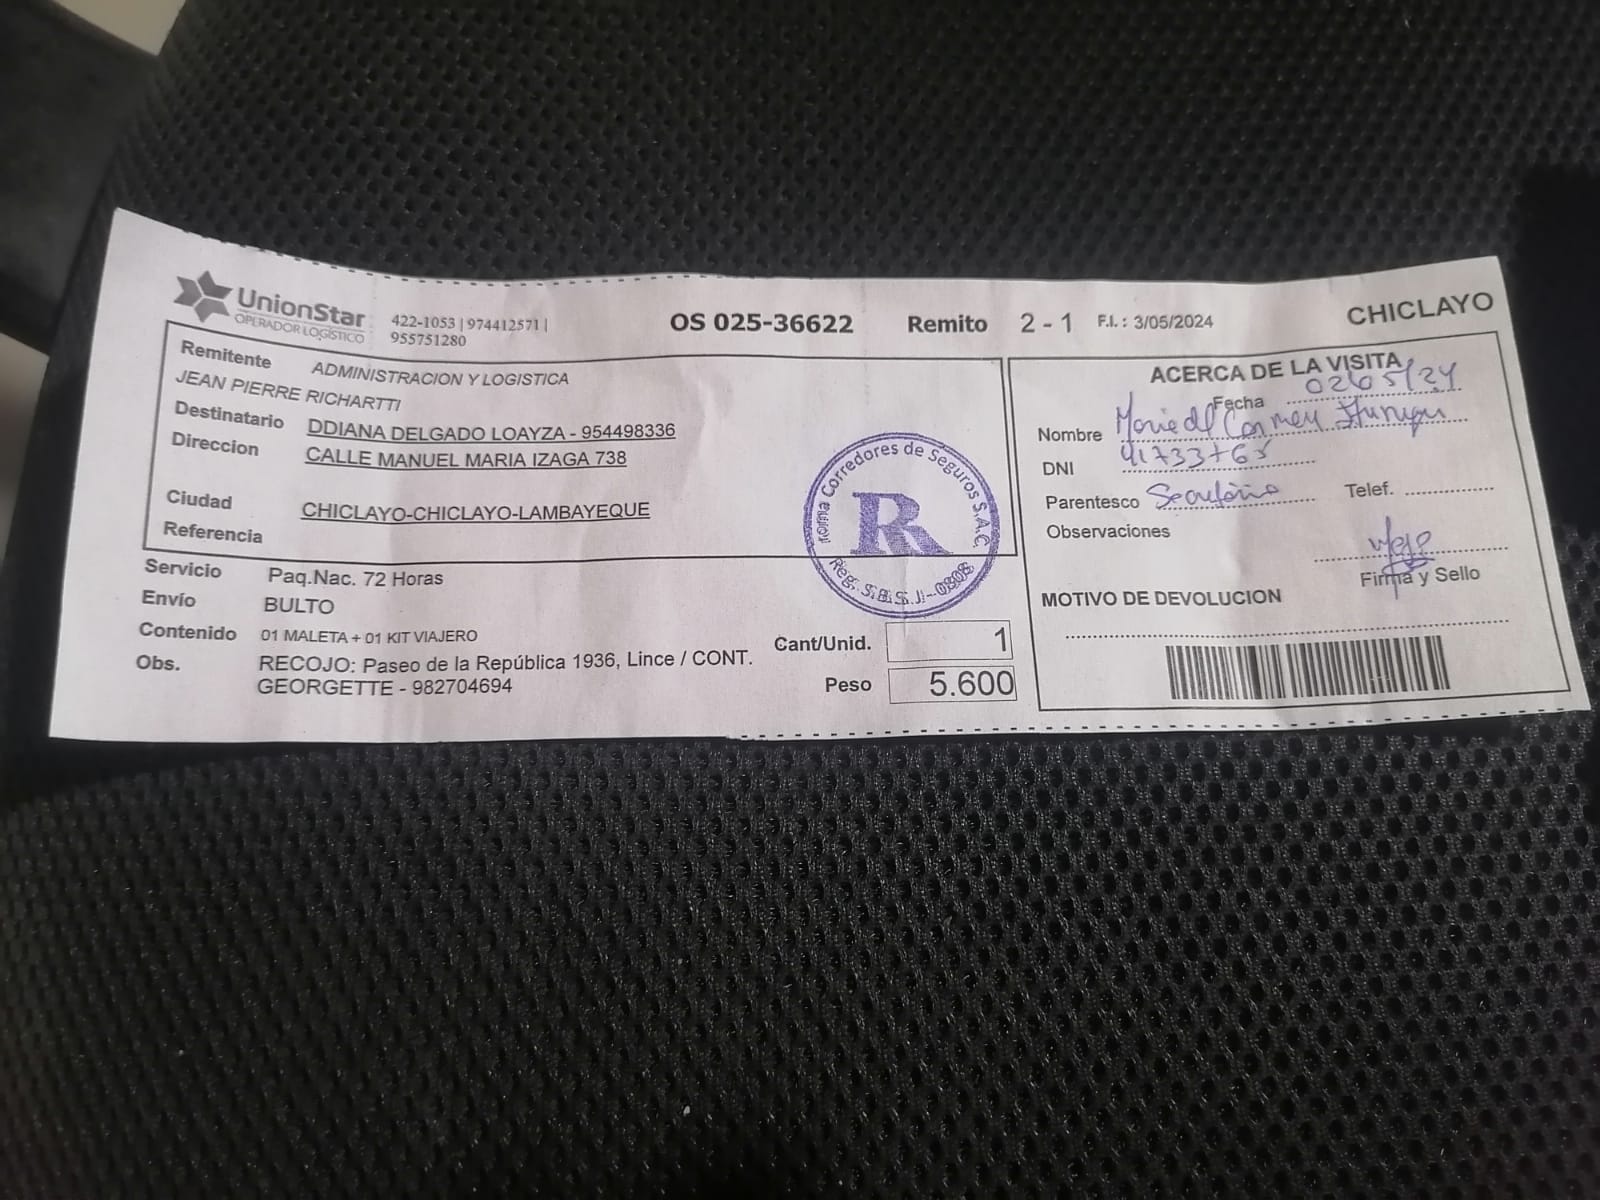 UnionStar
OPERADOR LOGÍSTICO
422-1053 | 974412571 |
955751280
OS 025-36622
Remito 2 - 1 F.I.: 3/05/2024
CHICLAYO
Remitente ADMINISTRACION Y LOGISTICA
JEAN PIERRE RICHARTTI
Destinatario DDIANA DELGADO LOAYZA - 954498336
Direccion CALLE MANUEL MARIA IZAGA 738
Ciudad CHICLAYO-CHICLAYO-LAMBAYEQUE
Referencia
Servicio Paq.Nac. 72 Horas
Envío BULTO
Contenido 01 MALETA + 01 KIT VIAJERO
Obs. RECOJO: Paseo de la República 1936, Lince / CONT.
GEORGETTE - 982704694
Cant/Unid. 1
Peso 5.600
Corredores de Seguros S.A.C.
R
Reg. S.B.S. J-0808
ACERCA DE LA VISITA
Fecha
Nombre Carmen
DNI
Parentesco Secretaria
Telef.
Observaciones
Firma y Sello
MOTIVO DE DEVOLUCION